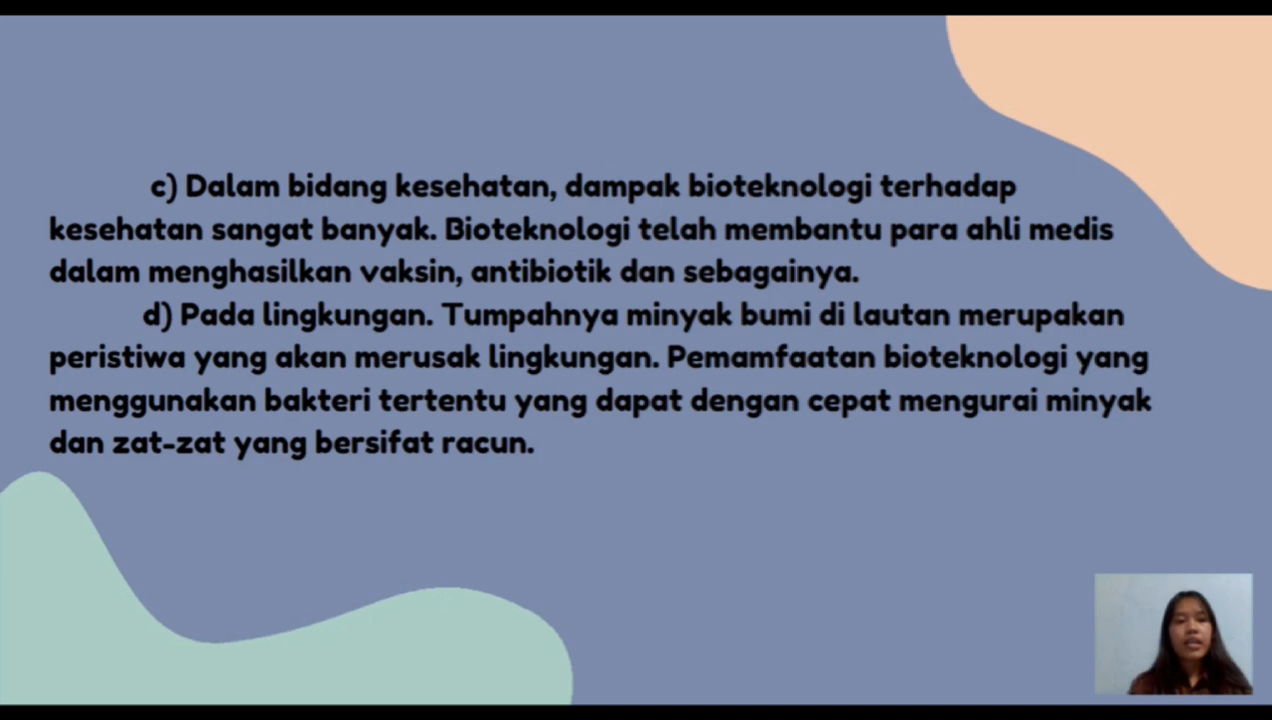 c) Dalam bidang kesehatan, dampak bioteknologi terhadap
kesehatan sangat banyak. Bioteknologi telah membantu para ahli medis
dalam menghasilkan vaksin, antibiotik dan sebagainya.
d) Pada lingkungan. Tumpahnya minyak bumi di lautan merupakan
peristiwa yang akan merusak lingkungan. Pemamfaatan bioteknologi yang
menggunakan bakteri tertentu yang dapat dengan cepat mengurai minyak
dan zat-zat yang bersifat racun.